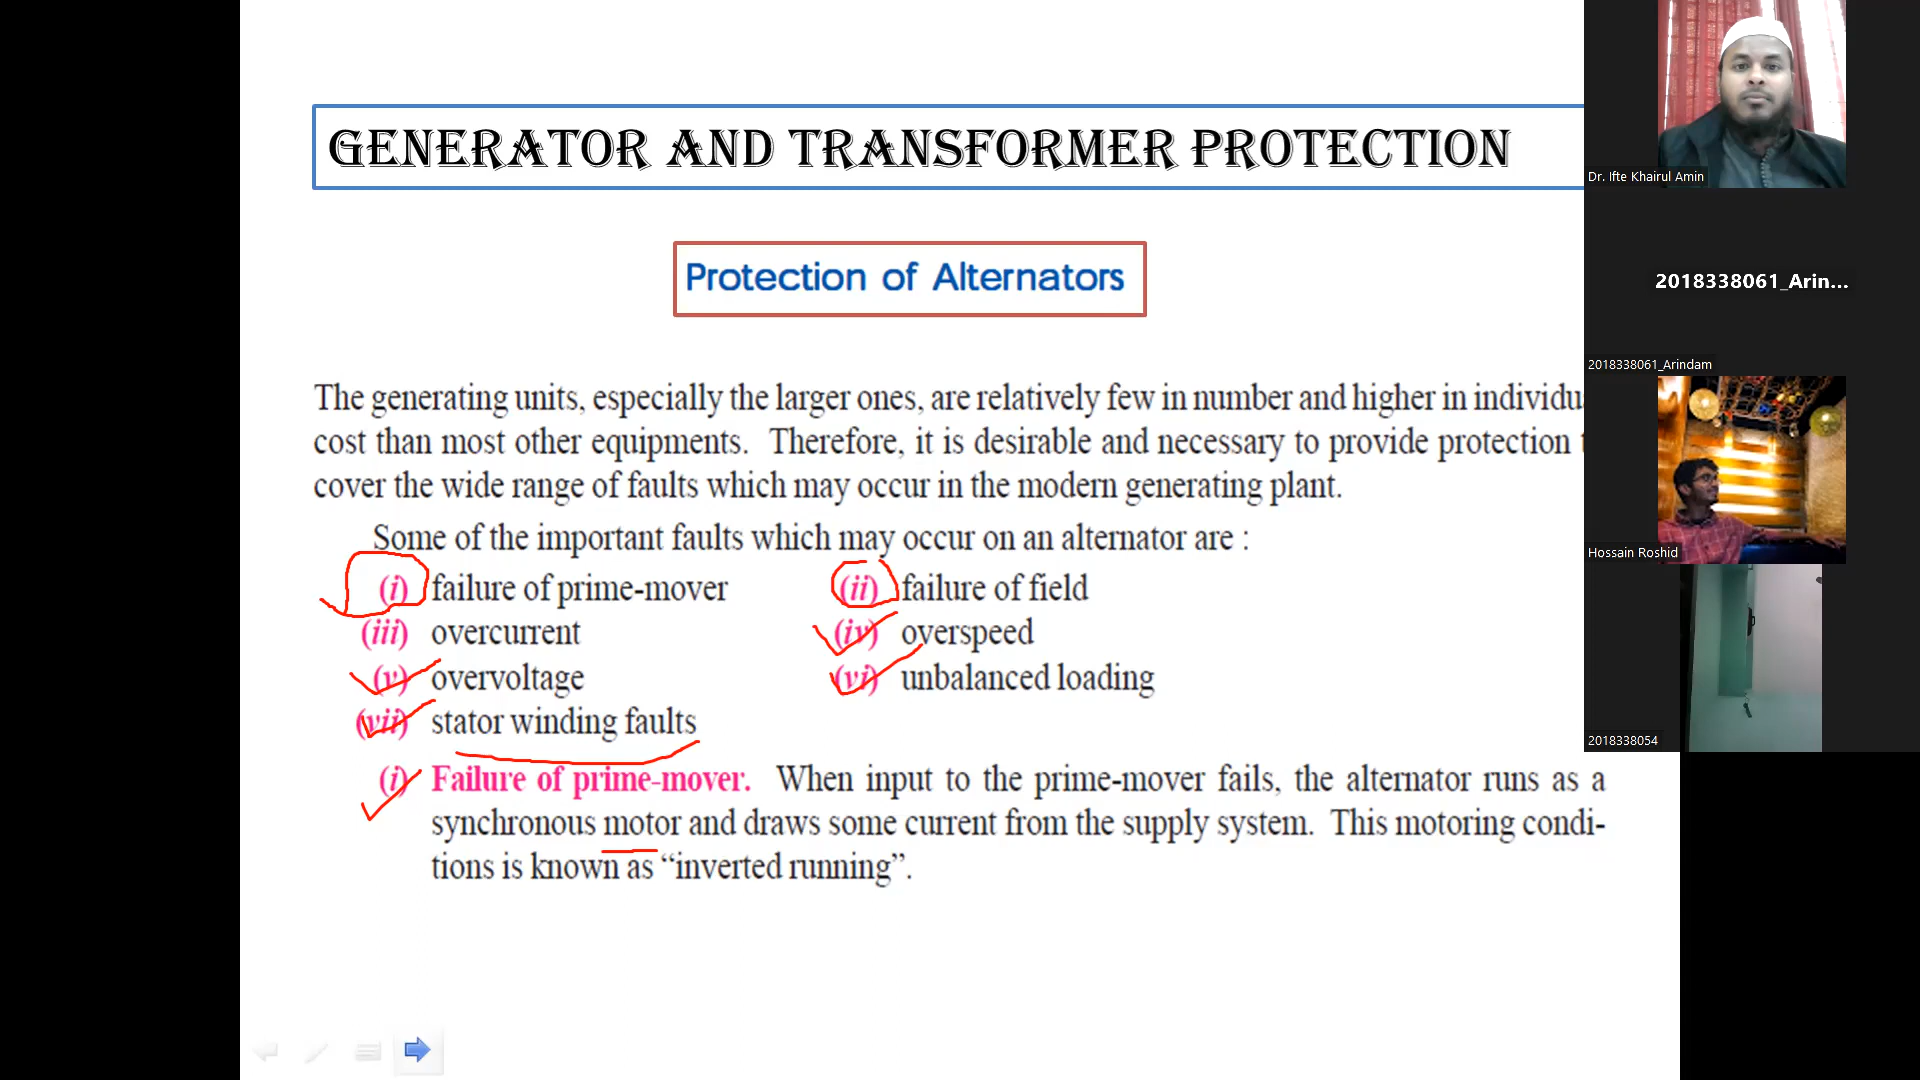 GENERATOR AND TRANSFORMER PROTECTION
Protection of Alternators
The generating units, especially the larger ones, are relatively few in number and higher in individu
cost than most other equipments. Therefore, it is desirable and necessary to provide protection
cover the wide range of faults which may occur in the modern generating plant.
Some of the important faults which may occur on an alternator are :
(i) failure of prime-mover (ii) failure of field
(iii) overcurrent (iv) overspeed
(v) overvoltage (vi) unbalanced loading
(vii) stator winding faults
(i) Failure of prime-mover. When input to the prime-mover fails, the alternator runs as a
synchronous motor and draws some current from the supply system. This motoring condi-
tions is known as “inverted running”.
Dr. Ifte Khairul Amin
2018338061_Arin...
2018338061_Arindam
Hossain Roshid
2018338054